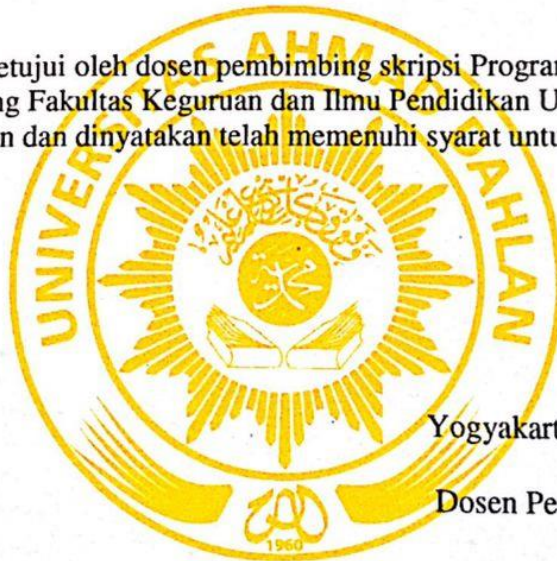 etujui oleh dosen pembimbing skripsi Program
ng Fakultas Keguruan dan Ilmu Pendidikan U
n dan dinyatakan telah memenuhi syarat untu
UNIVERSITAS AHMAD DAHLAN
محمدية
Yogyakart
Dosen Pe
1960